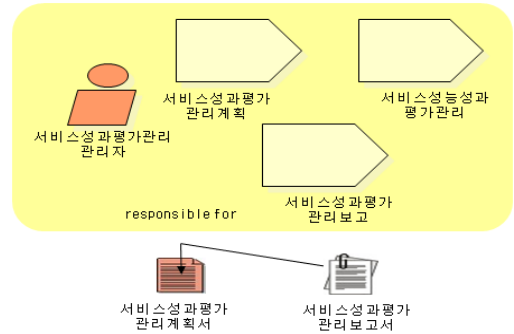 서비스성과평가
관리계획
서비스성능성과
평가관리
서비스성과평가관리
관리자
서비스성과평가
관리보고
responsible for
서비스성과평가
관리계획서
서비스성과평가
관리보고서